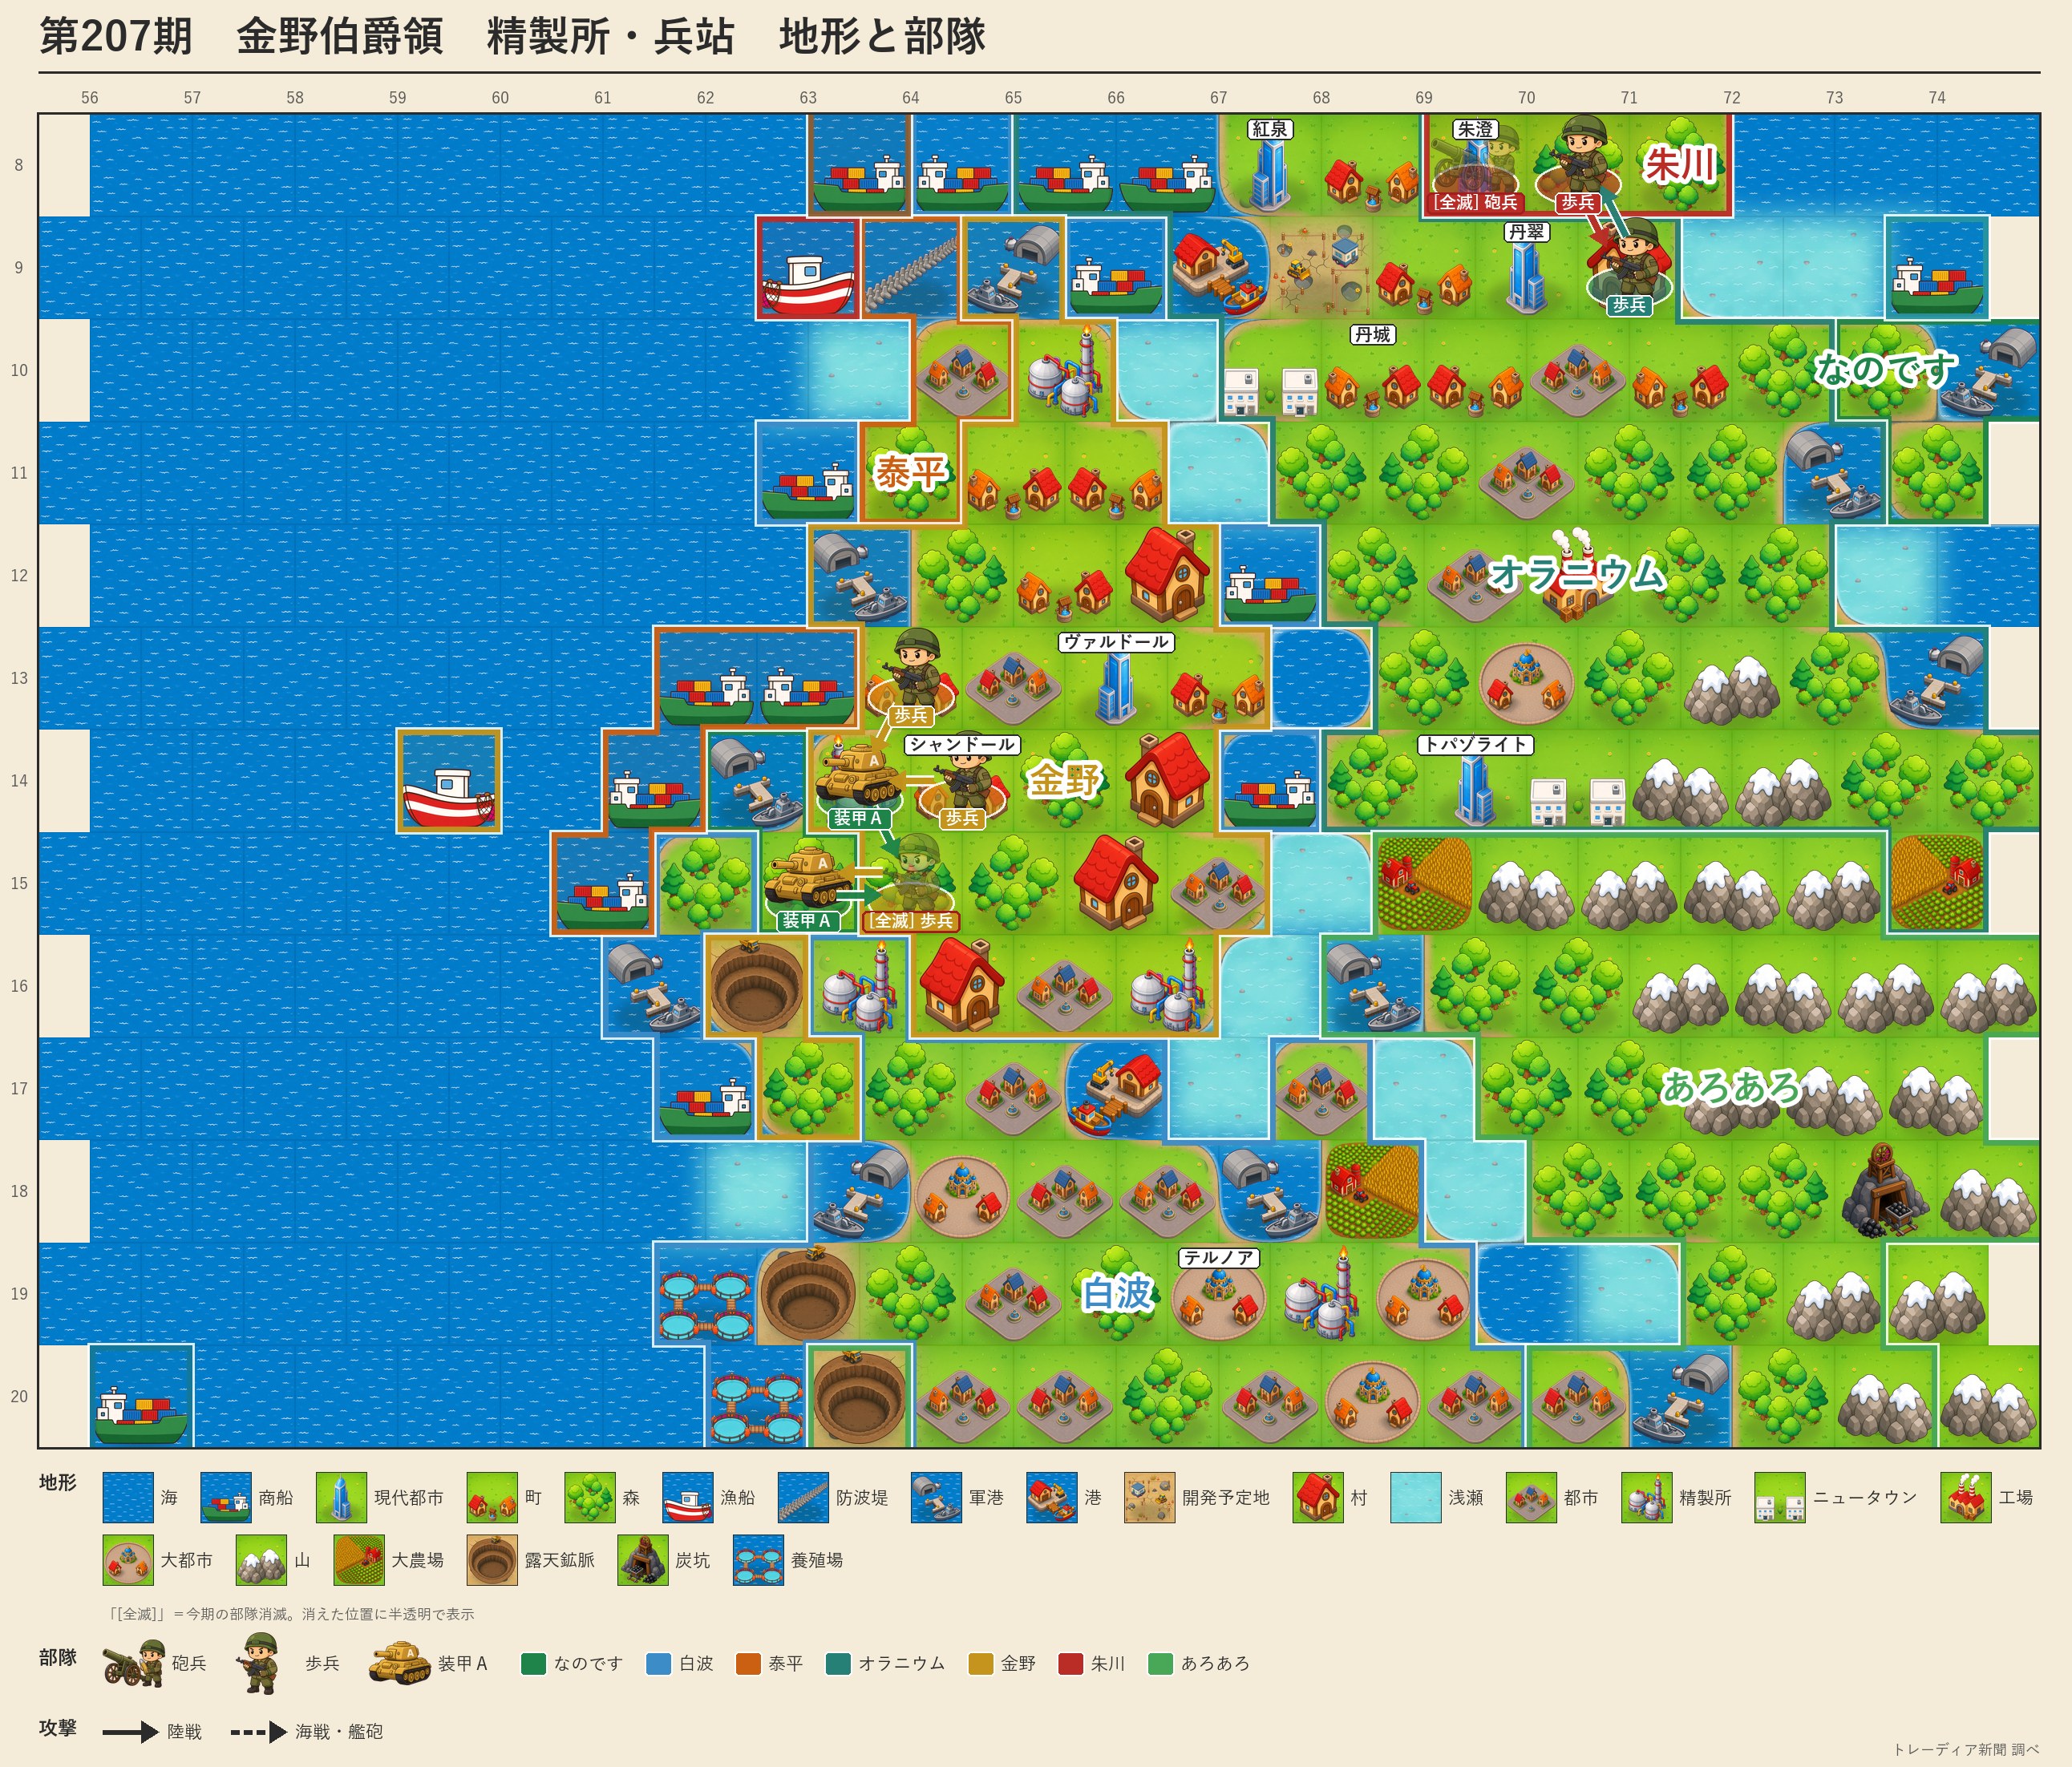 第207期　金野伯爵領　精製所・兵站　地形と部隊
56 57 58 59 60 61 62 63 64 65 66 67 68 69 70 71 72 73 74
8
紅泉
朱澄
朱川
[全滅] 砲兵
歩兵
9
丹翠
歩兵
10
丹城
なのです
11
泰平
12
オラニウム
13
ヴァルドール
歩兵
14
シャンドール
金野
トパゾライト
装甲A
歩兵
15
装甲A
[全滅] 歩兵
16
17
あろあろ
18
19
テルノア
白波
20
地形 海 商船 現代都市 町 森 漁船 防波堤 軍港 港 開発予定地 村 浅瀬 都市 精製所 ニュータウン 工場
大都市 山 大農場 露天鉱脈 炭坑 養殖場
「[全滅]」＝今期の部隊消滅。消えた位置に半透明で表示
部隊 砲兵 歩兵 装甲A なのです 白波 泰平 オラニウム 金野 朱川 あろあろ
攻撃 陸戦 海戦・艦砲
トレーディア新聞 調べ